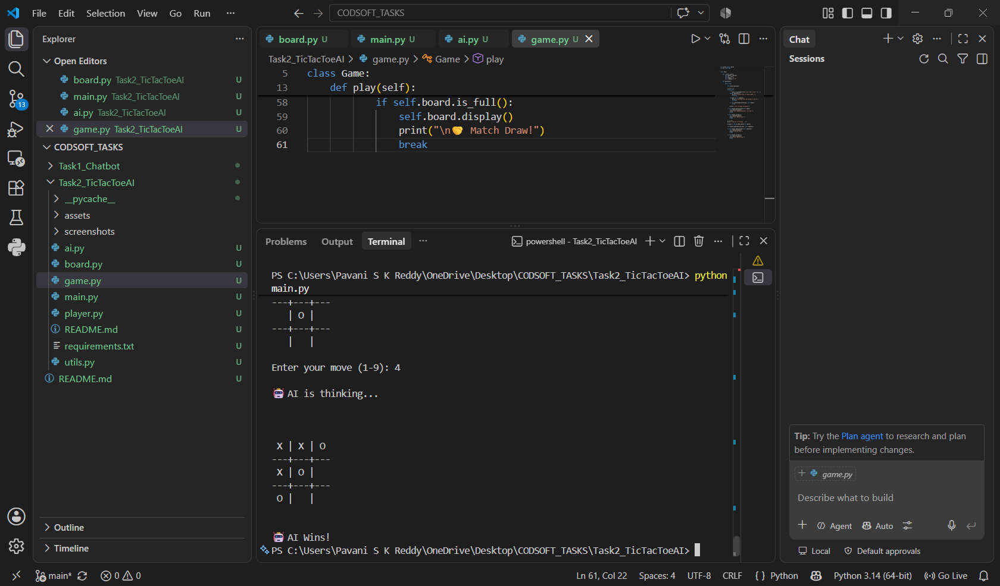 File Edit Selection View Go Run ···
CODSOFT_TASKS
Explorer
Open Editors
board.py Task2_TicTacToeAI U
main.py Task2_TicTacToeAI U
ai.py Task2_TicTacToeAI U
game.py Task2_TicTacToeAI U
CODSOFT_TASKS
Task1_Chatbot
Task2_TicTacToeAI
__pycache__
assets
screenshots
ai.py U
board.py U
game.py U
main.py U
player.py U
README.md U
requirements.txt U
utils.py U
README.md U
Outline
Timeline
13
board.py U main.py U ai.py U game.py U
Task2_TicTacToeAI > game.py > Game > play
5 class Game:
13 def play(self):
58 if self.board.is_full():
59 self.board.display()
60 print("\n🤝 Match Draw!")
61 break
Problems Output Terminal ···
powershell - Task2_TicTacToeAI
PS C:\Users\Pavani S K Reddy\OneDrive\Desktop\CODSOFT_TASKS\Task2_TicTacToeAI> python
main.py
---+---+---
| O |
---+---+---
| |
Enter your move (1-9): 4
🤖 AI is thinking...
X | X | O
---+---+---
X | O |
---+---+---
O | |
🤖 AI Wins!
PS C:\Users\Pavani S K Reddy\OneDrive\Desktop\CODSOFT_TASKS\Task2_TicTacToeAI>
Chat
Sessions
Tip: Try the Plan agent to research and plan
before implementing changes.
+ game.py
Describe what to build
Agent Auto
Local Default approvals
main* 0 0 Ln 61, Col 22 Spaces: 4 UTF-8 CRLF {} Python Python 3.14 (64-bit) Go Live